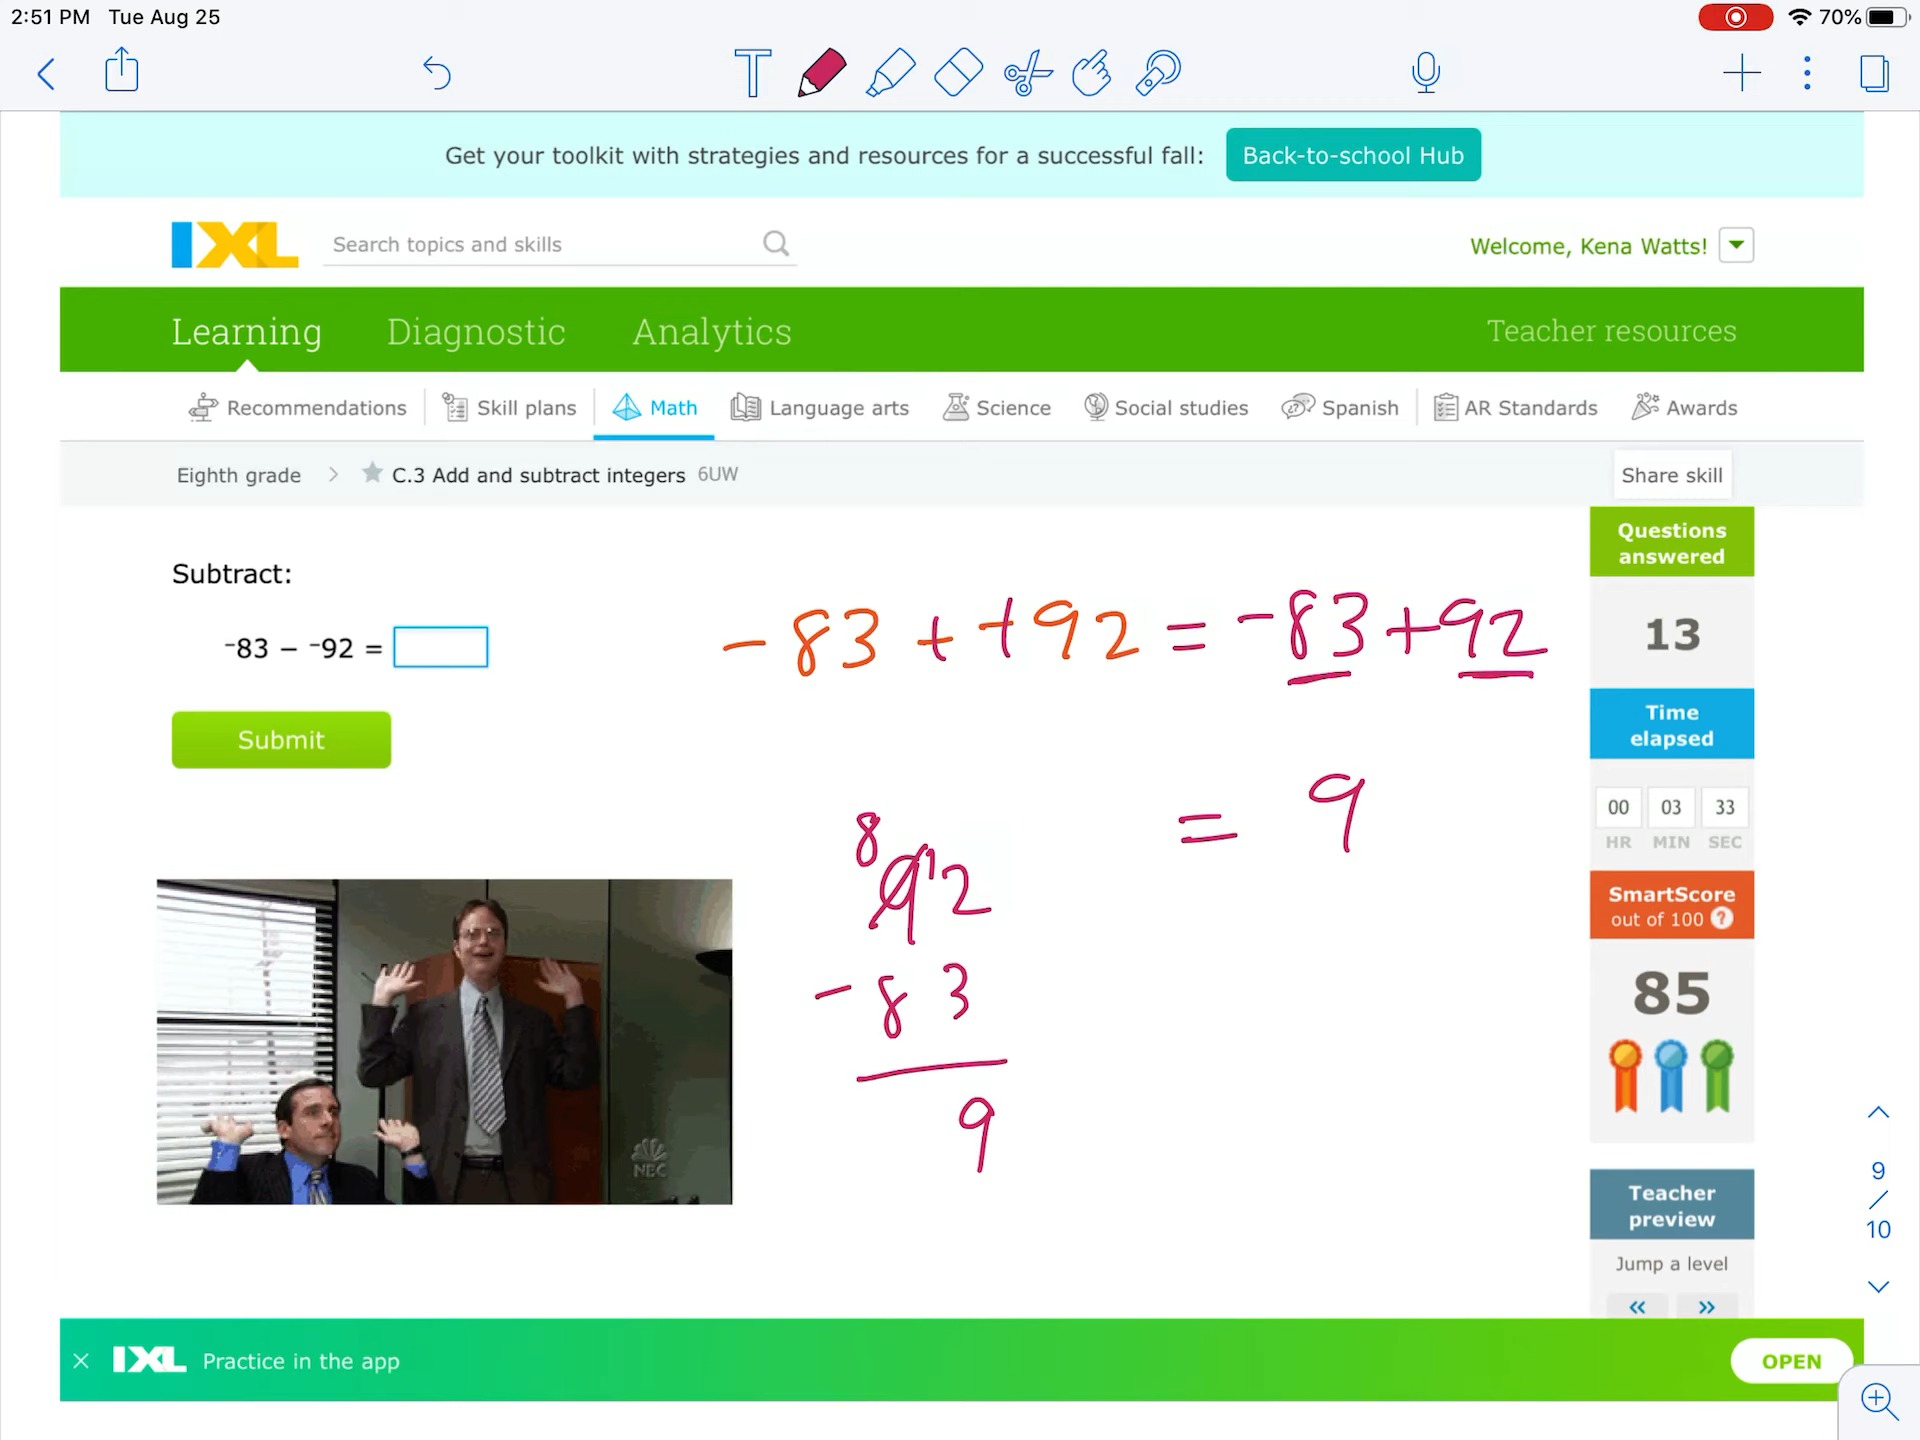 2:51 PM Tue Aug 25 70%
T
Get your toolkit with strategies and resources for a successful fall: Back-to-school Hub
IXL Search topics and skills Welcome, Kena Watts!
Learning Diagnostic Analytics Teacher resources
Recommendations Skill plans Math Language arts Science Social studies Spanish AR Standards Awards
Eighth grade > C.3 Add and subtract integers 6UW Share skill
Subtract:
⁻83 − ⁻92 =
Submit
-83 + +92 = -83 + 92
= 9
8
9 12
- 8 3
9
NBC
Questions answered
13
Time elapsed
00 03 33
HR MIN SEC
SmartScore
out of 100 ?
85
Teacher preview
Jump a level
« »
9
/
10
× IXL Practice in the app OPEN